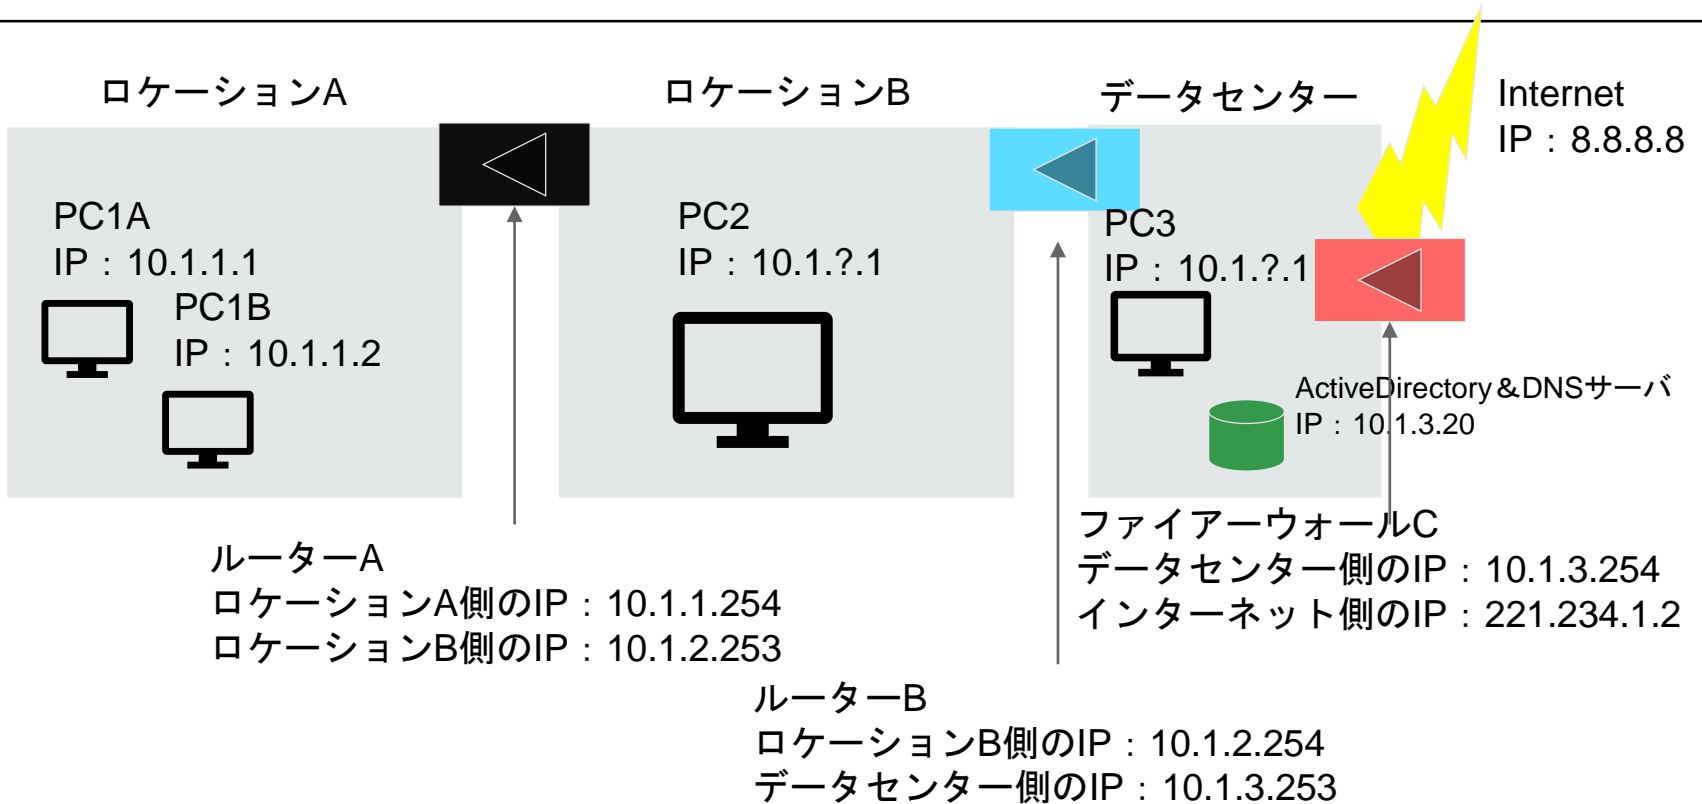 ロケーションA
ロケーションB
データセンター
Internet
IP：8.8.8.8
PC1A
IP：10.1.1.1
PC1B
IP：10.1.1.2
PC2
IP：10.1.?.1
PC3
IP：10.1.?.1
ActiveDirectory＆DNSサーバ
IP：10.1.3.20
ファイアーウォールC
データセンター側のIP：10.1.3.254
インターネット側のIP：221.234.1.2
ルーターA
ロケーションA側のIP：10.1.1.254
ロケーションB側のIP：10.1.2.253
ルーターB
ロケーションB側のIP：10.1.2.254
データセンター側のIP：10.1.3.253